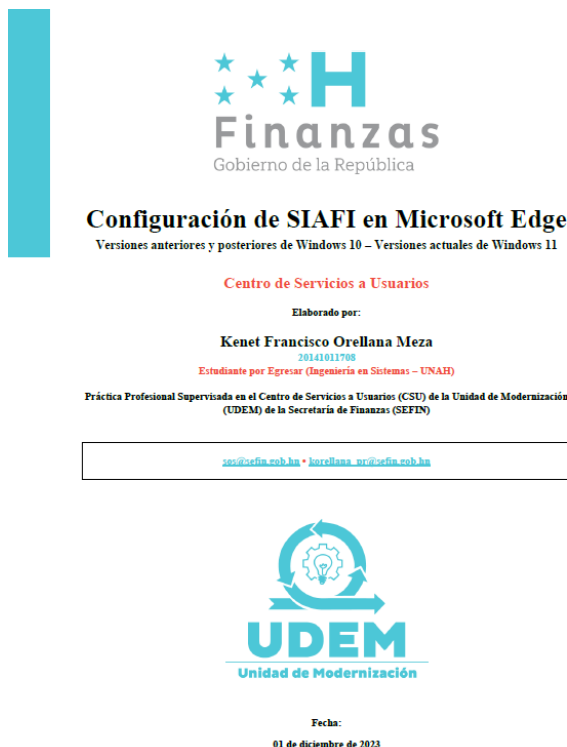 H
Finanzas
Gobierno de la República
Configuración de SIAFI en Microsoft Edge
Versiones anteriores y posteriores de Windows 10 – Versiones actuales de Windows 11
Centro de Servicios a Usuarios
Elaborado por:
Kenet Francisco Orellana Meza
20141011708
Estudiante por Egresar (Ingeniería en Sistemas – UNAH)
Práctica Profesional Supervisada en el Centro de Servicios a Usuarios (CSU) de la Unidad de Modernización
(UDEM) de la Secretaría de Finanzas (SEFIN)
sos@sefin.gob.hn • korellana_pr@sefin.gob.hn
UDEM
Unidad de Modernización
Fecha:
01 de diciembre de 2023